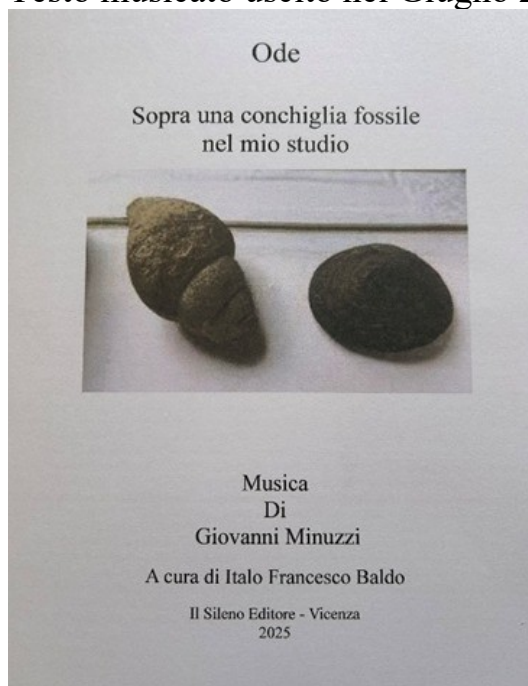 Testo musicato uscito nel Giugno 2
Ode
Sopra una conchiglia fossile
nel mio studio
Musica
Di
Giovanni Minuzzi
A cura di Italo Francesco Baldo
Il Sileno Editore - Vicenza
2025